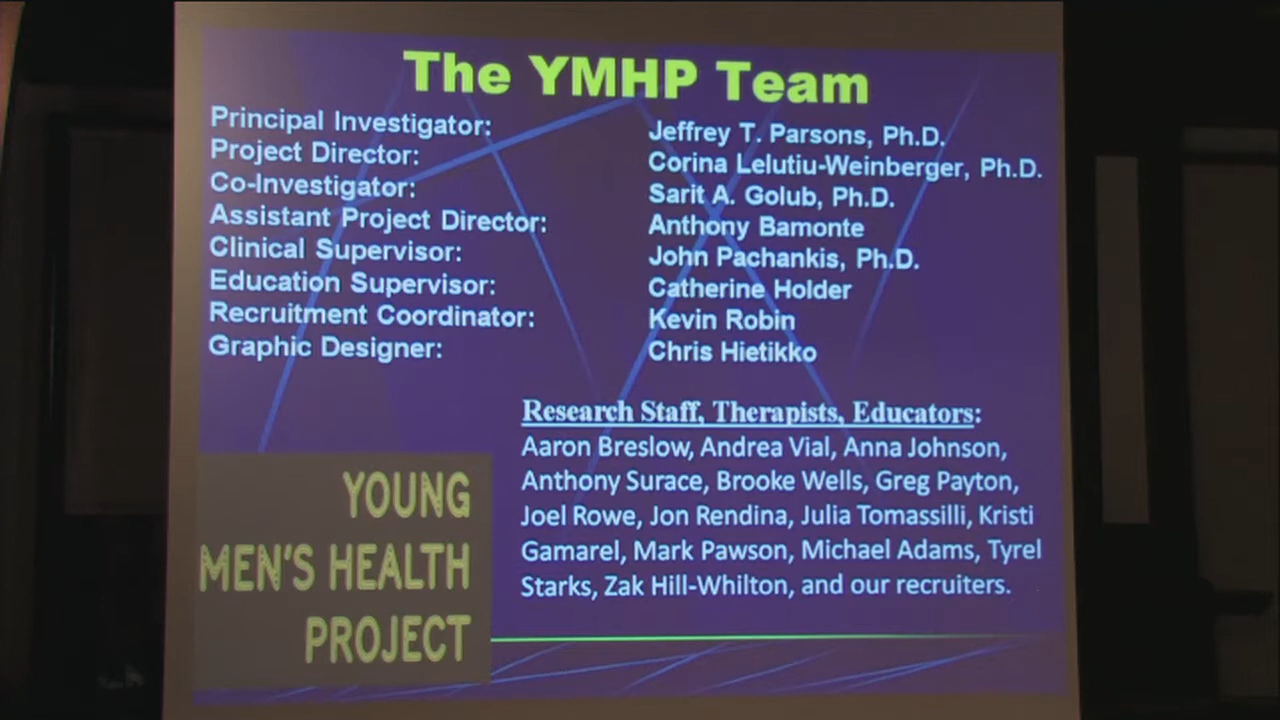 The YMHP Team
Principal Investigator: Jeffrey T. Parsons, Ph.D.
Project Director: Corina Lelutiu-Weinberger, Ph.D.
Co-Investigator: Sarit A. Golub, Ph.D.
Assistant Project Director: Anthony Bamonte
Clinical Supervisor: John Pachankis, Ph.D.
Education Supervisor: Catherine Holder
Recruitment Coordinator: Kevin Robin
Graphic Designer: Chris Hietikko
Research Staff, Therapists, Educators:
Aaron Breslow, Andrea Vial, Anna Johnson,
Anthony Surace, Brooke Wells, Greg Payton,
Joel Rowe, Jon Rendina, Julia Tomassilli, Kristi
Gamarel, Mark Pawson, Michael Adams, Tyrel
Starks, Zak Hill-Whilton, and our recruiters.
YOUNG
MEN'S HEALTH
PROJECT